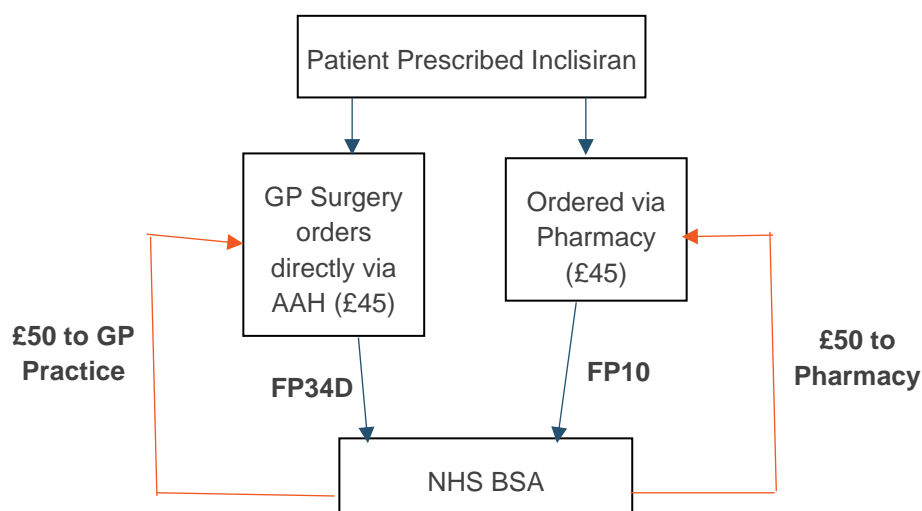 Patient Prescribed Inclisiran
GP Surgery
orders
directly via
AAH (£45)
Ordered via
Pharmacy
(£45)
£50 to GP
Practice
FP34D
FP10
£50 to
Pharmacy
NHS BSA